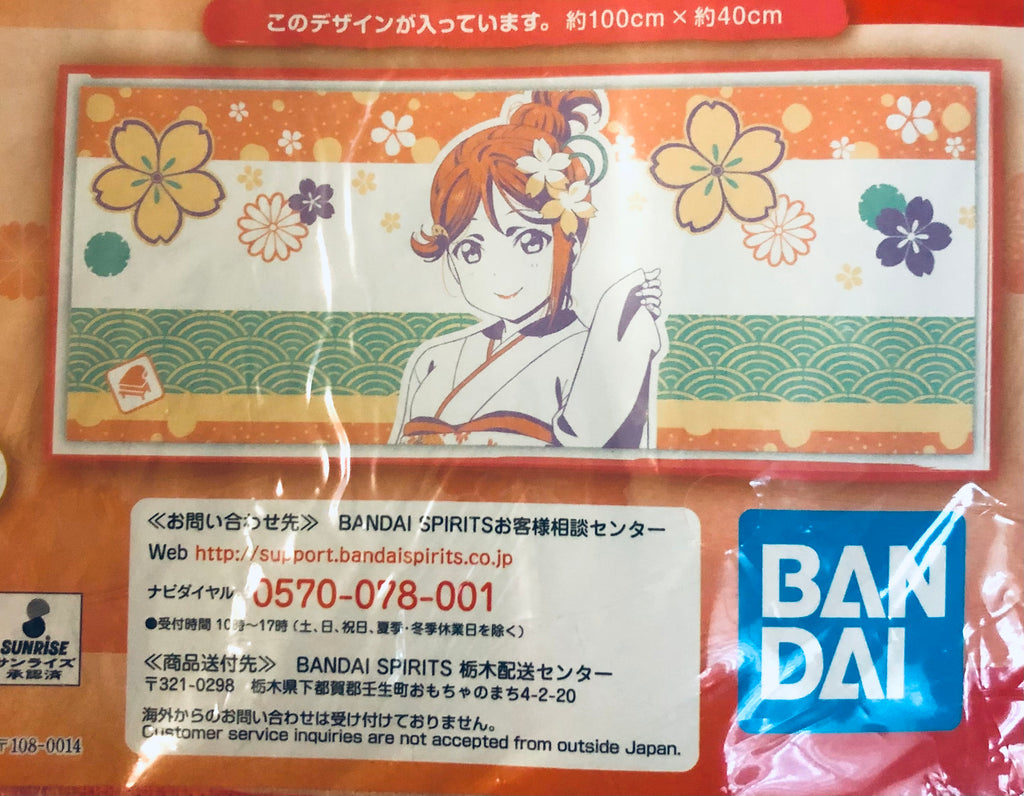 このデザインが入っています。約100cm×約40cm
≪お問い合わせ先≫ BANDAI SPIRITSお客様相談センター
Web http://support.bandaispirits.co.jp
ナビダイヤル 0570-078-001
●受付時間 10時~17時(土、日、祝日、夏季・冬季休業日を除く)
≪商品送付先≫ BANDAI SPIRITS 栃木配送センター
〒321-0298 栃木県下都賀郡壬生町おもちゃのまち4-2-20
海外からのお問い合わせは受け付けておりません。
Customer service inquiries are not accepted from outside Japan.
BAN
DAI
SUNRISE
サンライズ
承認済
〒108-0014